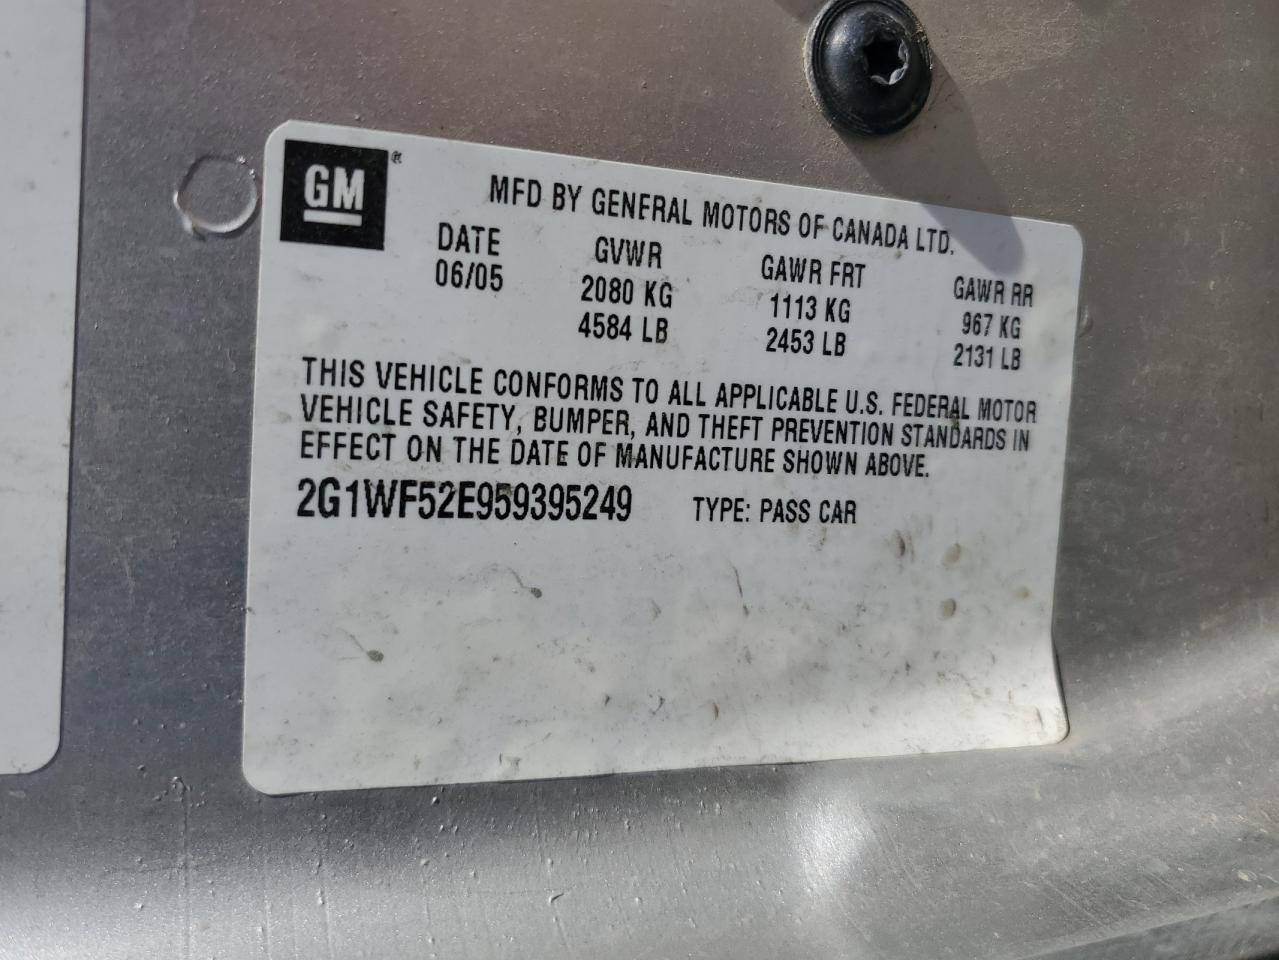 GM ®
MFD BY GENERAL MOTORS OF CANADA LTD.
DATE GVWR GAWR FRT GAWR RR
06/05 2080 KG 1113 KG 967 KG
4584 LB 2453 LB 2131 LB
THIS VEHICLE CONFORMS TO ALL APPLICABLE U.S. FEDERAL MOTOR
VEHICLE SAFETY, BUMPER, AND THEFT PREVENTION STANDARDS IN
EFFECT ON THE DATE OF MANUFACTURE SHOWN ABOVE.
2G1WF52E959395249 TYPE: PASS CAR